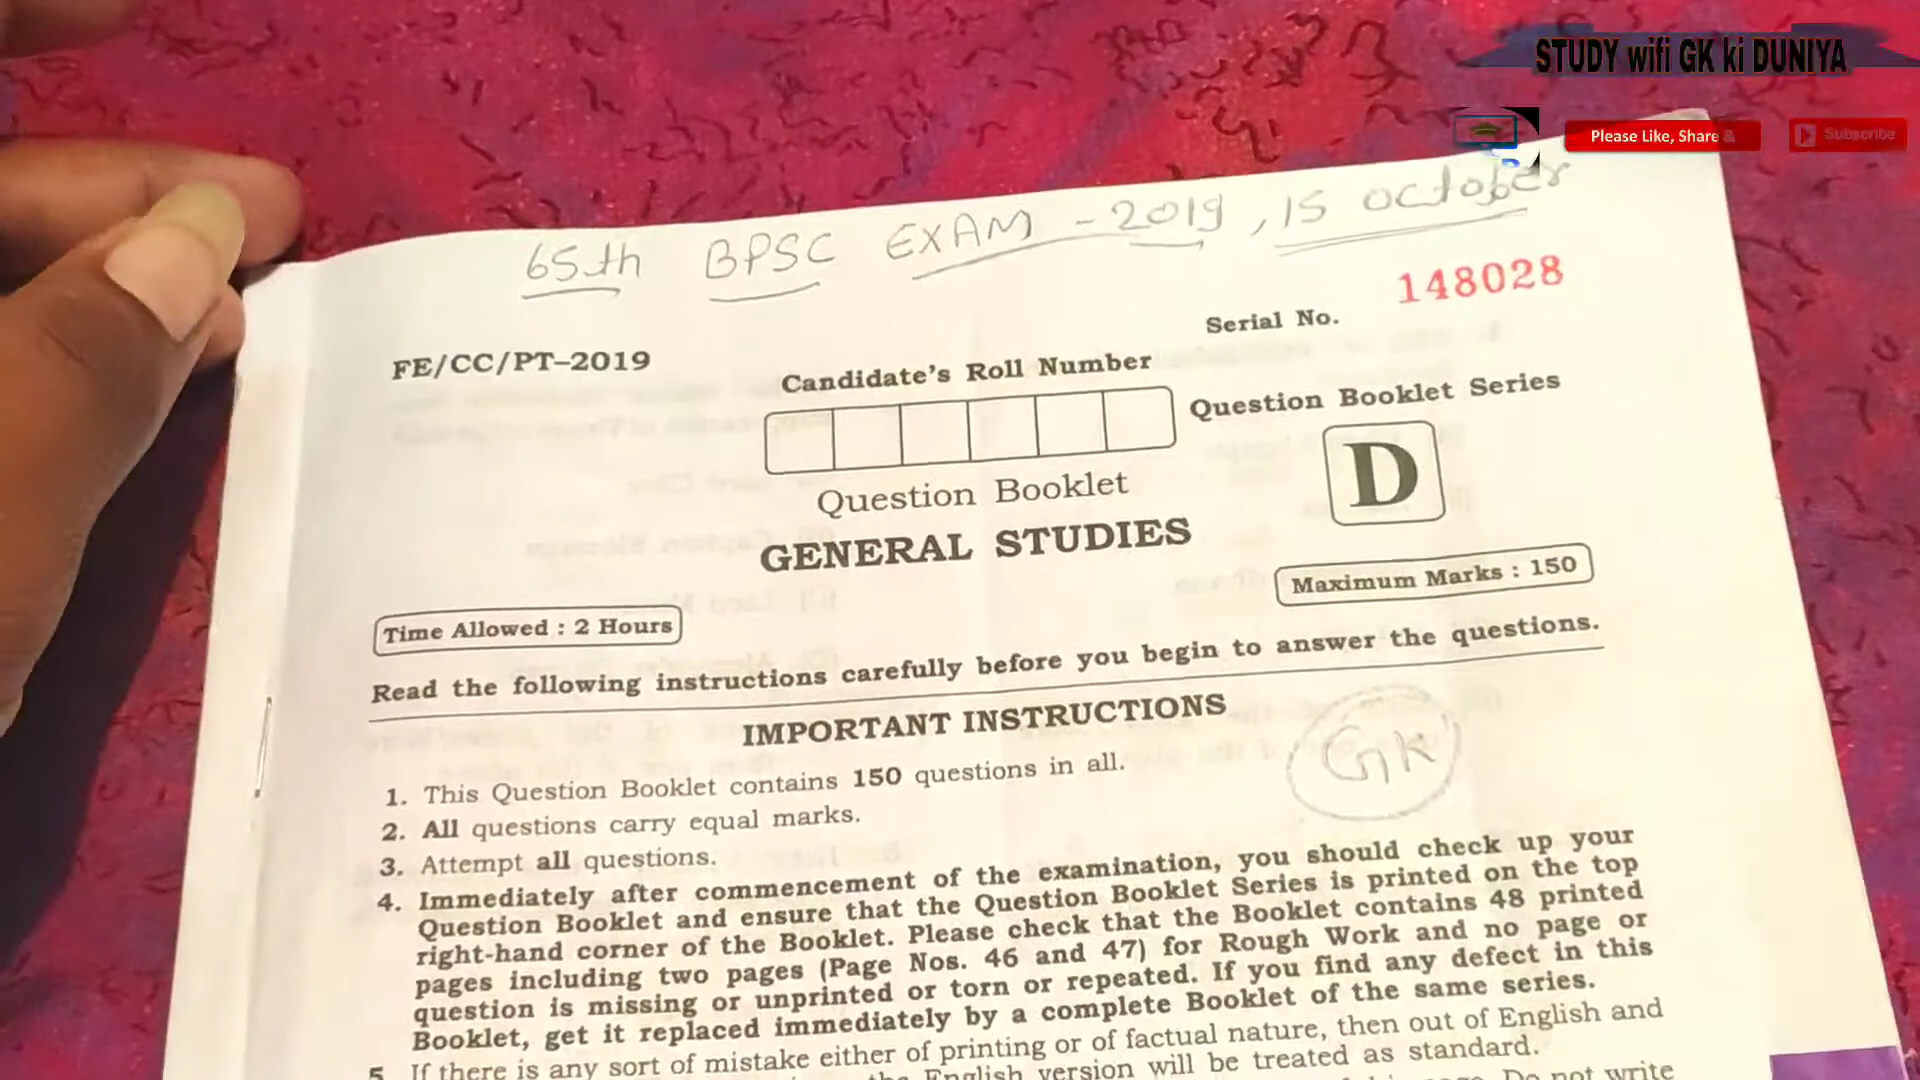 STUDY wifi GK ki DUNIYA
Please Like, Share &
Subscribe
65th BPSC EXAM - 2019, 15 october
148028
Serial No.
FE/CC/PT–2019
Candidate's Roll Number
Question Booklet Series
D
Question Booklet
GENERAL STUDIES
Time Allowed : 2 Hours
Maximum Marks : 150
Read the following instructions carefully before you begin to answer the questions.
IMPORTANT INSTRUCTIONS
GK
1. This Question Booklet contains 150 questions in all.
2. All questions carry equal marks.
3. Attempt all questions.
4. Immediately after commencement of the examination, you should check up your
Question Booklet and ensure that the Question Booklet Series is printed on the top
right-hand corner of the Booklet. Please check that the Booklet contains 48 printed
pages including two pages (Page Nos. 46 and 47) for Rough Work and no page or
question is missing or unprinted or torn or repeated. If you find any defect in this
Booklet, get it replaced immediately by a complete Booklet of the same series.
5 If there is any sort of mistake either of printing or of factual nature, then out of English and
the English version will be treated as standard.
Do not write